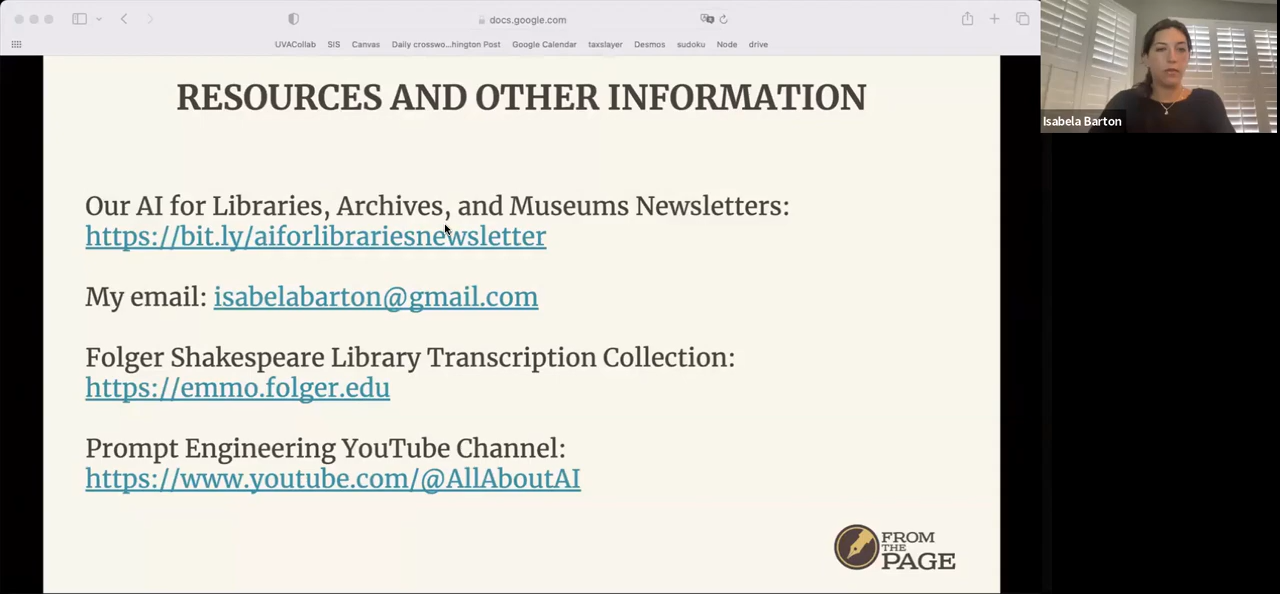 docs.google.com
UVACollab SIS Canvas Daily crosswo...hington Post Google Calendar taxslayer Desmos sudoku Node drive
RESOURCES AND OTHER INFORMATION
Isabela Barton
Our AI for Libraries, Archives, and Museums Newsletters:
https://bit.ly/aiforlibrariesnewsletter
My email: isabelabarton@gmail.com
Folger Shakespeare Library Transcription Collection:
https://emmo.folger.edu
Prompt Engineering YouTube Channel:
https://www.youtube.com/@AllAboutAI
FROM
THE
PAGE